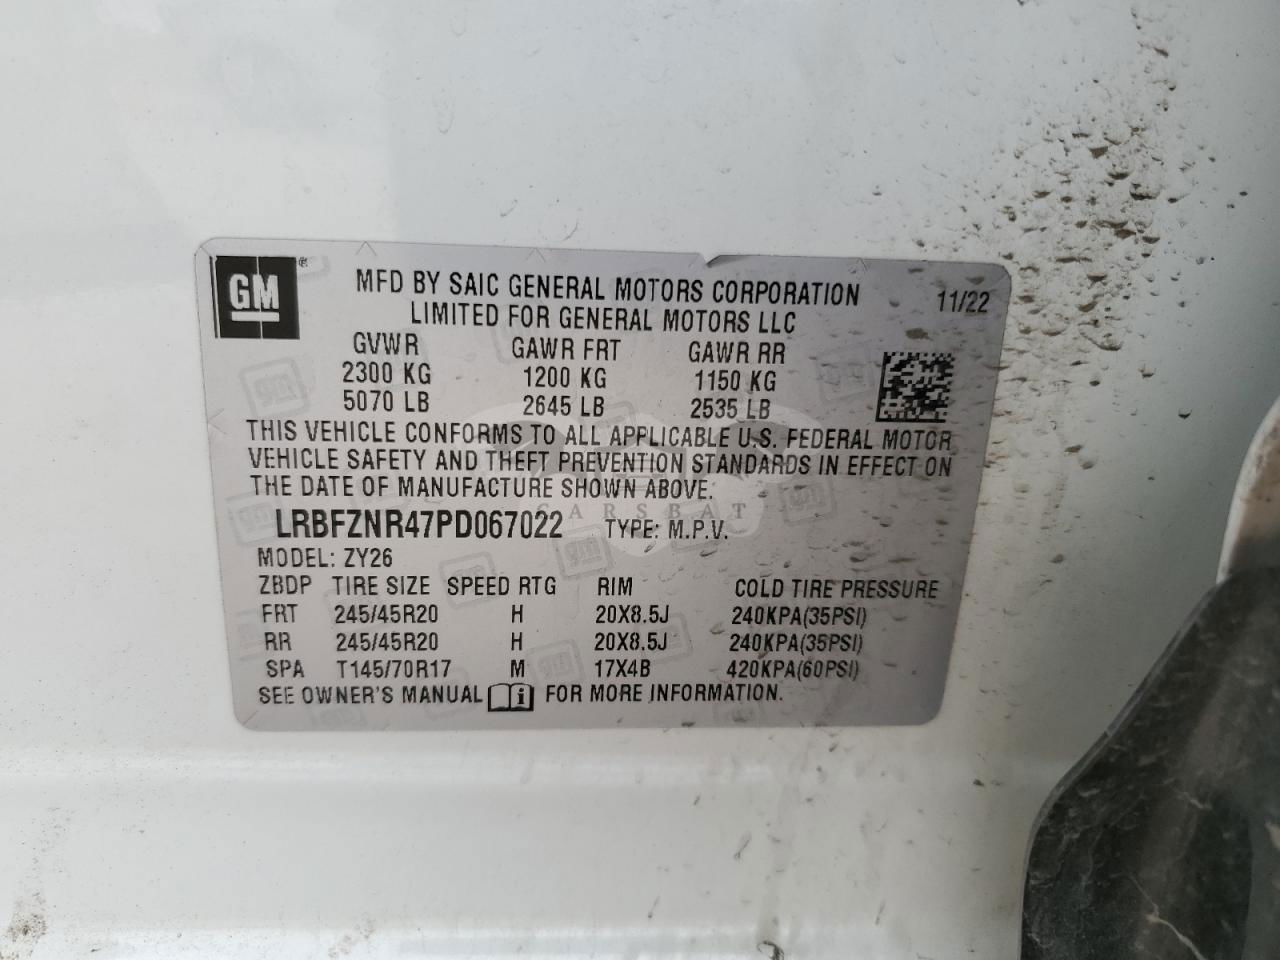 GM®
MFD BY SAIC GENERAL MOTORS CORPORATION 11/22
LIMITED FOR GENERAL MOTORS LLC
GVWR GAWR FRT GAWR RR
2300 KG 1200 KG 1150 KG
5070 LB 2645 LB 2535 LB
THIS VEHICLE CONFORMS TO ALL APPLICABLE U.S. FEDERAL MOTOR
VEHICLE SAFETY AND THEFT PREVENTION STANDARDS IN EFFECT ON
THE DATE OF MANUFACTURE SHOWN ABOVE.
CARSBAT
LRBFZNR47PD067022 TYPE: M.P.V.
MODEL: ZY26
ZBDP TIRE SIZE SPEED RTG RIM COLD TIRE PRESSURE
FRT 245/45R20 H 20X8.5J 240KPA(35PSI)
RR 245/45R20 H 20X8.5J 240KPA(35PSI)
SPA T145/70R17 M 17X4B 420KPA(60PSI)
SEE OWNER'S MANUAL i FOR MORE INFORMATION.